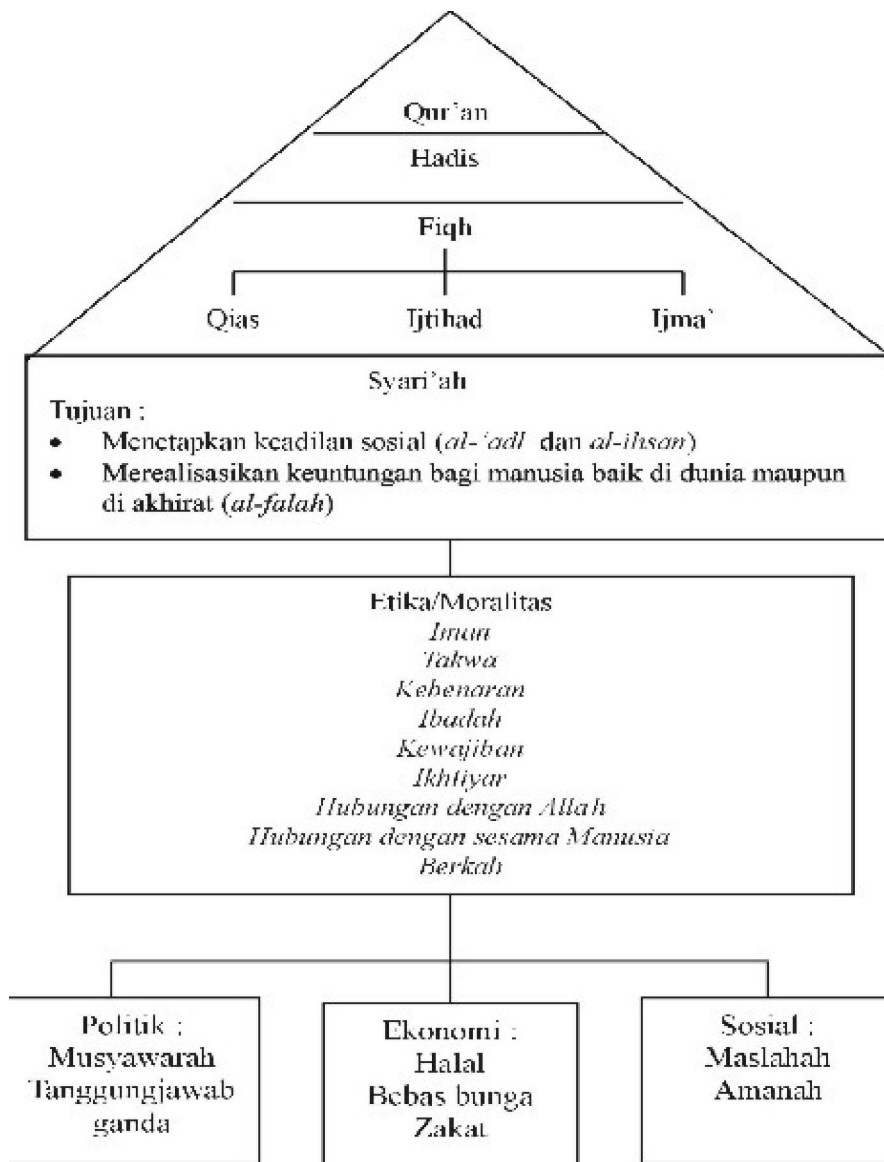 Qur'an
Hadis
Fiqh
Qias Ijtihad Ijma`
Syari'ah
Tujuan :
• Menetapkan keadilan sosial (al-'adl dan al-ihsan)
• Merealisasikan keuntungan bagi manusia baik di dunia maupun
di akhirat (al-falah)
Etika/Moralitas
Iman
Takwa
Kebenaran
Ibadah
Kewajiban
Ikhtiyar
Hubungan dengan Allah
Hubungan dengan sesama Manusia
Berkah
Politik :
Musyawarah
Tanggungjawab
ganda
Ekonomi :
Halal
Bebas bunga
Zakat
Sosial :
Maslahah
Amanah